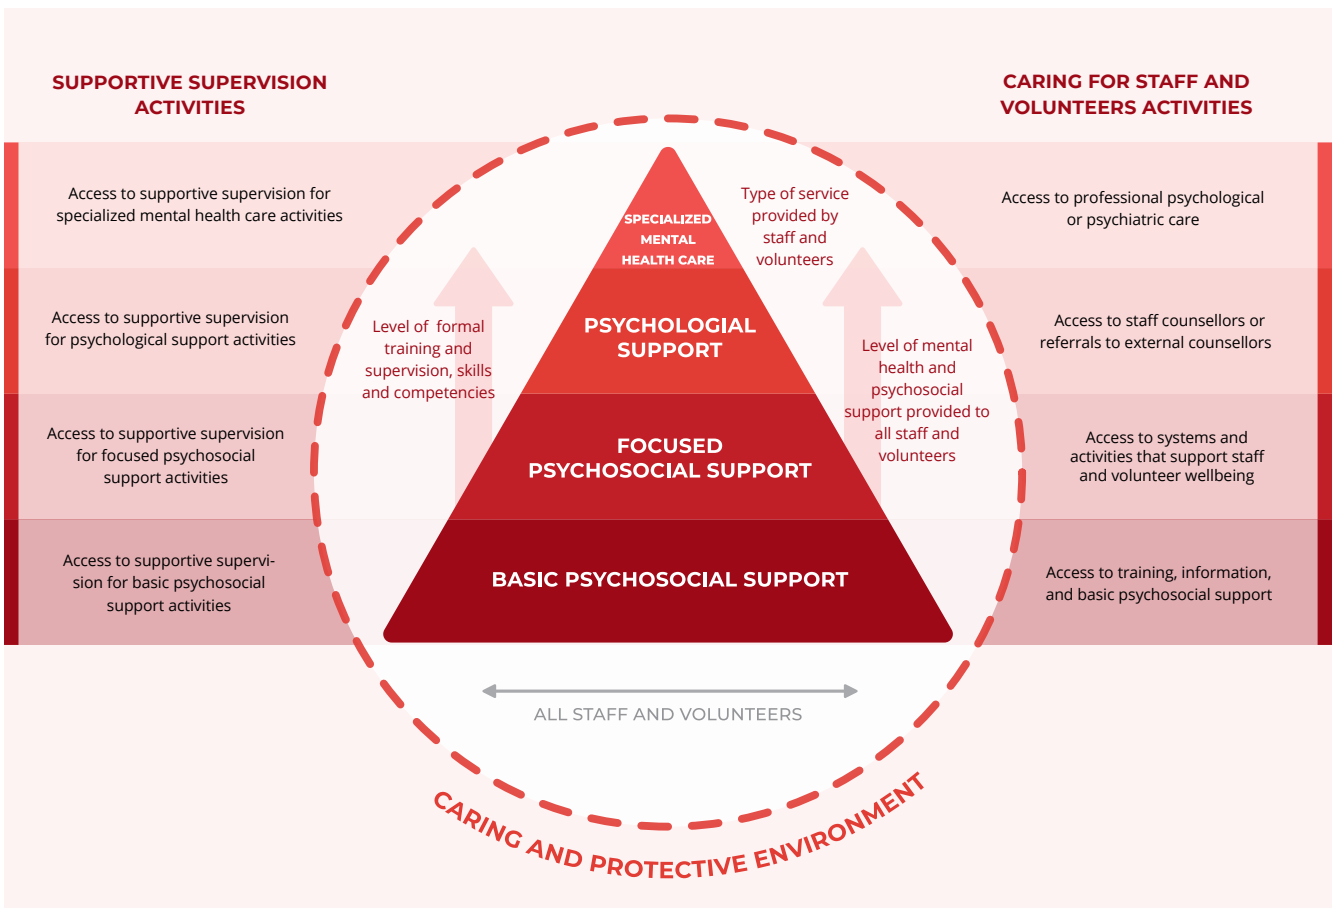 SUPPORTIVE SUPERVISION
ACTIVITIES
Access to supportive supervision for
specialized mental health care activities
Access to supportive supervision
for psychological support activities
Access to supportive supervision
for focused psychosocial
support activities
Access to supportive supervi-
sion for basic psychosocial
support activities
Level of formal
training and
supervision, skills
and competencies
SPECIALIZED
MENTAL
HEALTH CARE
PSYCHOLOGIAL
SUPPORT
FOCUSED
PSYCHOSOCIAL SUPPORT
BASIC PSYCHOSOCIAL SUPPORT
Type of service
provided by
staff and
volunteers
Level of mental
health and
psychosocial
support provided to
all staff and
volunteers
ALL STAFF AND VOLUNTEERS
CARING AND PROTECTIVE ENVIRONMENT
CARING FOR STAFF AND
VOLUNTEERS ACTIVITIES
Access to professional psychological
or psychiatric care
Access to staff counsellors or
referrals to external counsellors
Access to systems and
activities that support staff
and volunteer wellbeing
Access to training, information,
and basic psychosocial support